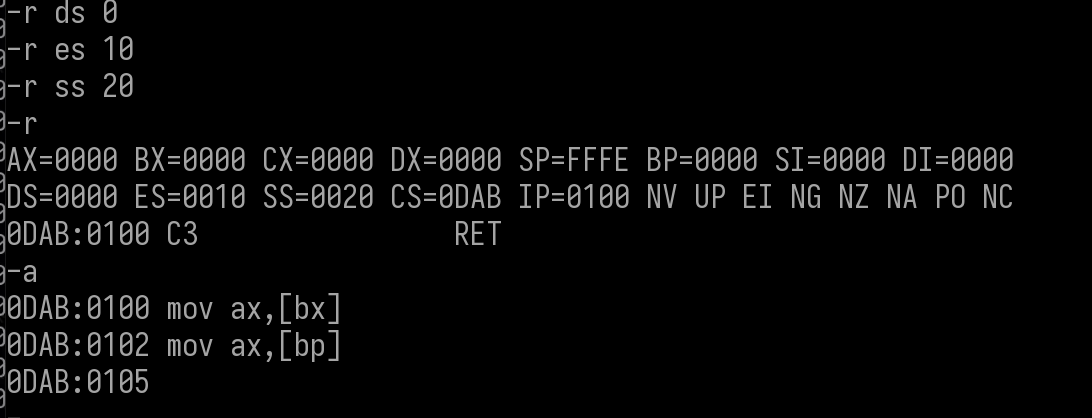 -r ds 0
-r es 10
-r ss 20
-r
AX=0000 BX=0000 CX=0000 DX=0000 SP=FFFE BP=0000 SI=0000 DI=0000
DS=0000 ES=0010 SS=0020 CS=0DAB IP=0100 NV UP EI NG NZ NA PO NC
0DAB:0100 C3                RET
-a
0DAB:0100 mov ax,[bx]
0DAB:0102 mov ax,[bp]
0DAB:0105